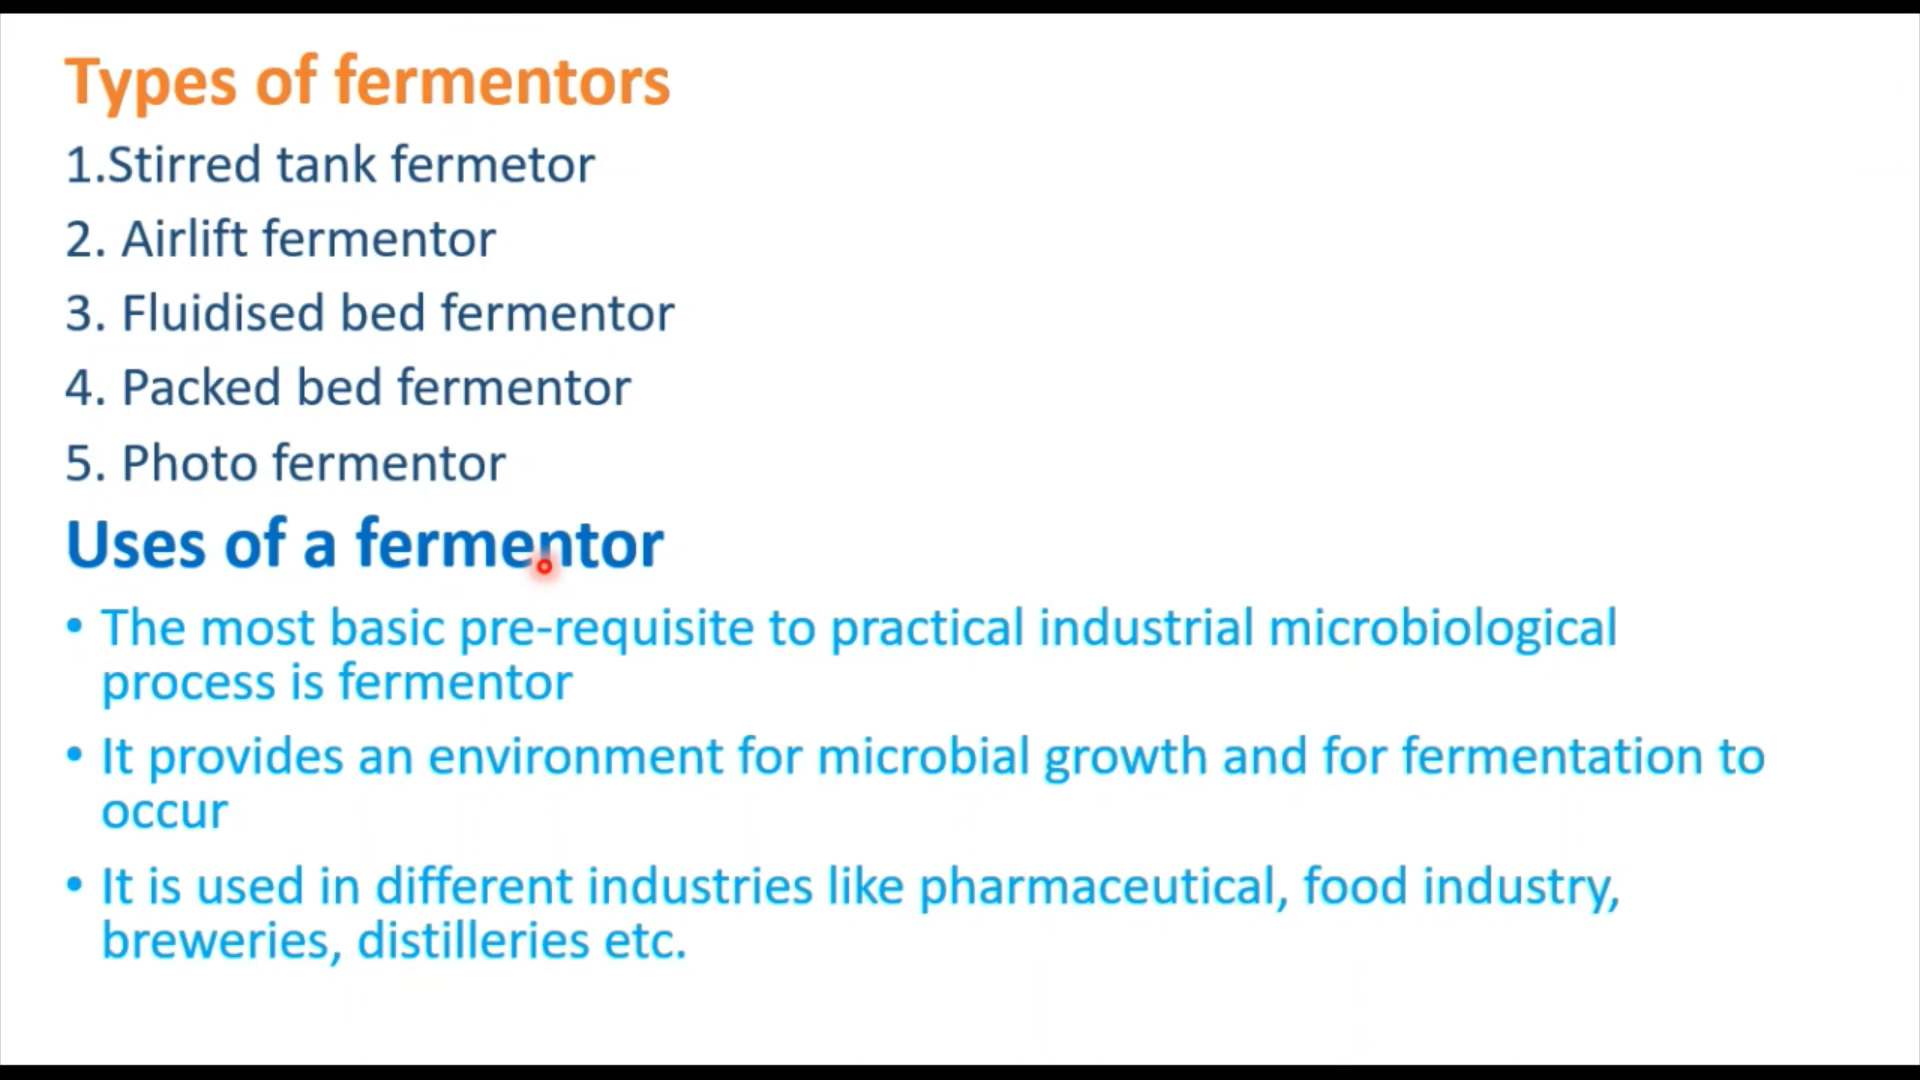 Types of fermentors
1.Stirred tank fermetor
2. Airlift fermentor
3. Fluidised bed fermentor
4. Packed bed fermentor
5. Photo fermentor
Uses of a fermentor
• The most basic pre-requisite to practical industrial microbiological
process is fermentor
• It provides an environment for microbial growth and for fermentation to
occur
• It is used in different industries like pharmaceutical, food industry,
breweries, distilleries etc.